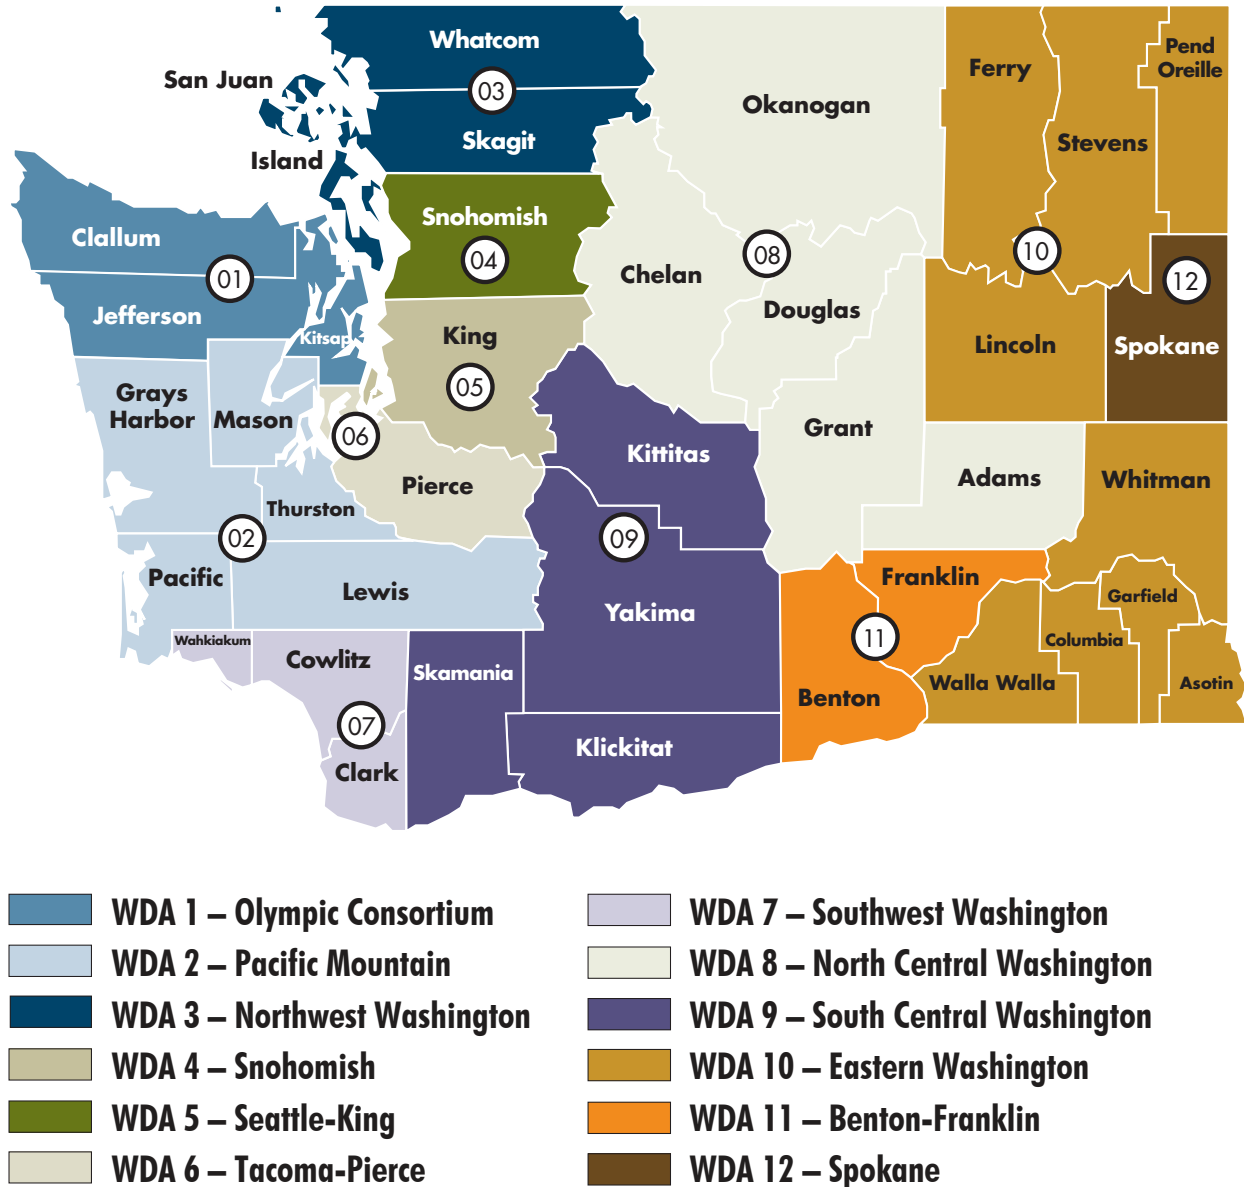 Whatcom
San Juan
03
Skagit
Island
Okanogan
Ferry
Pend
Oreille
Stevens
Clallum
01
Jefferson
Kitsap
Snohomish
04
Chelan
08
Douglas
10
12
King
05
Lincoln
Spokane
Grays
Harbor
Mason
06
Pierce
Kittitas
Grant
Adams
Whitman
Thurston
02
09
Pacific
Lewis
Yakima
Franklin
11
Garfield
Columbia
Wahkiakum
Cowlitz
Skamania
Benton
Walla Walla
Asotin
07
Clark
Klickitat
WDA 1 – Olympic Consortium
WDA 2 – Pacific Mountain
WDA 3 – Northwest Washington
WDA 4 – Snohomish
WDA 5 – Seattle-King
WDA 6 – Tacoma-Pierce
WDA 7 – Southwest Washington
WDA 8 – North Central Washington
WDA 9 – South Central Washington
WDA 10 – Eastern Washington
WDA 11 – Benton-Franklin
WDA 12 – Spokane